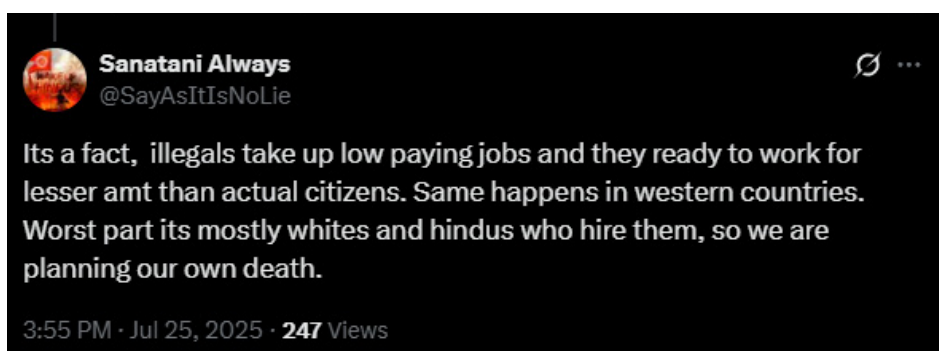 Sanatani Always
@SayAsItIsNoLie
Its a fact,  illegals take up low paying jobs and they ready to work for
lesser amt than actual citizens. Same happens in western countries.
Worst part its mostly whites and hindus who hire them, so we are
planning our own death.
3:55 PM · Jul 25, 2025 · 247 Views